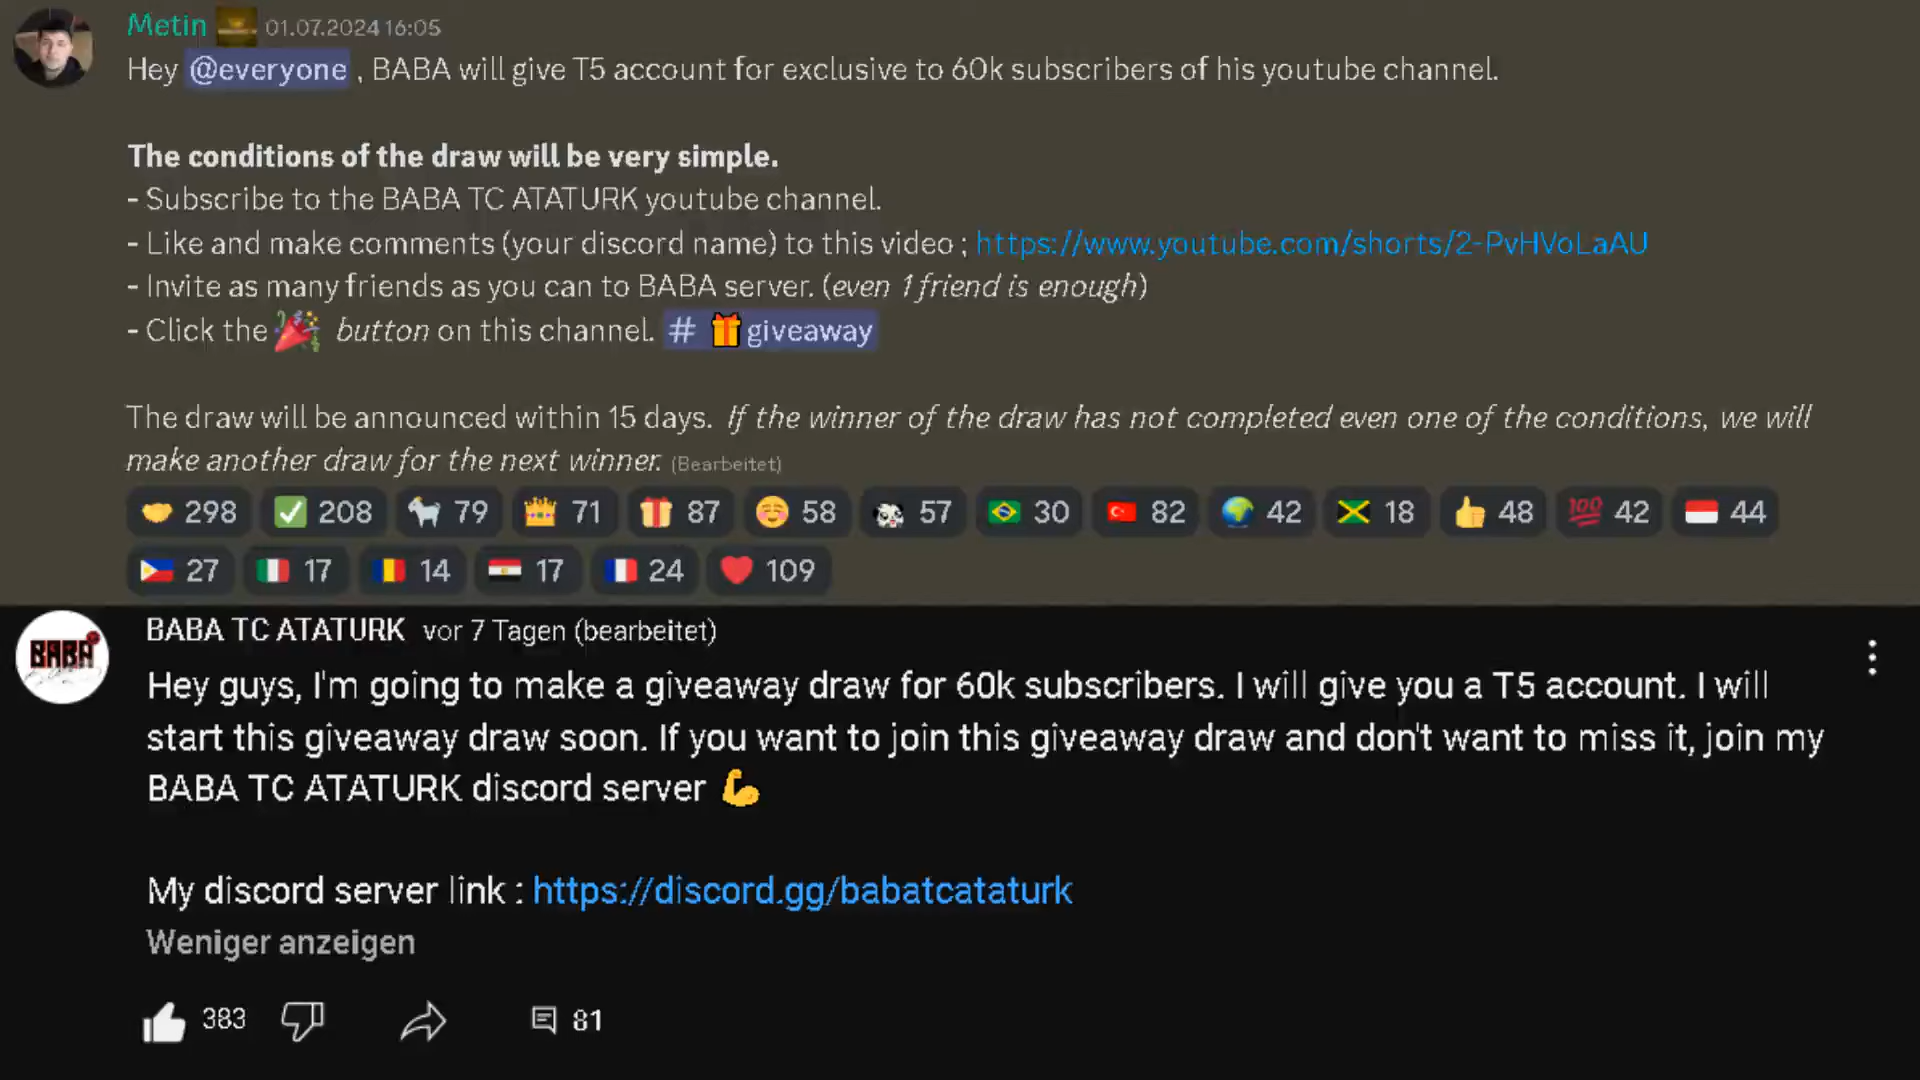 Metin 01.07.2024 16:05
Hey @everyone , BABA will give T5 account for exclusive to 60k subscribers of his youtube channel.
The conditions of the draw will be very simple.
- Subscribe to the BABA TC ATATURK youtube channel.
- Like and make comments (your discord name) to this video ; https://www.youtube.com/shorts/2-PvHVoLaAU
- Invite as many friends as you can to BABA server. (even 1 friend is enough)
- Click the 🎉 button on this channel. # 🎁giveaway
The draw will be announced within 15 days. If the winner of the draw has not completed even one of the conditions, we will
make another draw for the next winner. (Bearbeitet)
298 208 79 71 87 58 57 30 82 42 18 48 💯 42 44
27 17 14 17 24 109
BABA
BABA TC ATATURK vor 7 Tagen (bearbeitet)
Hey guys, I'm going to make a giveaway draw for 60k subscribers. I will give you a T5 account. I will
start this giveaway draw soon. If you want to join this giveaway draw and don't want to miss it, join my
BABA TC ATATURK discord server 💪
My discord server link : https://discord.gg/babatcataturk
Weniger anzeigen
383 81